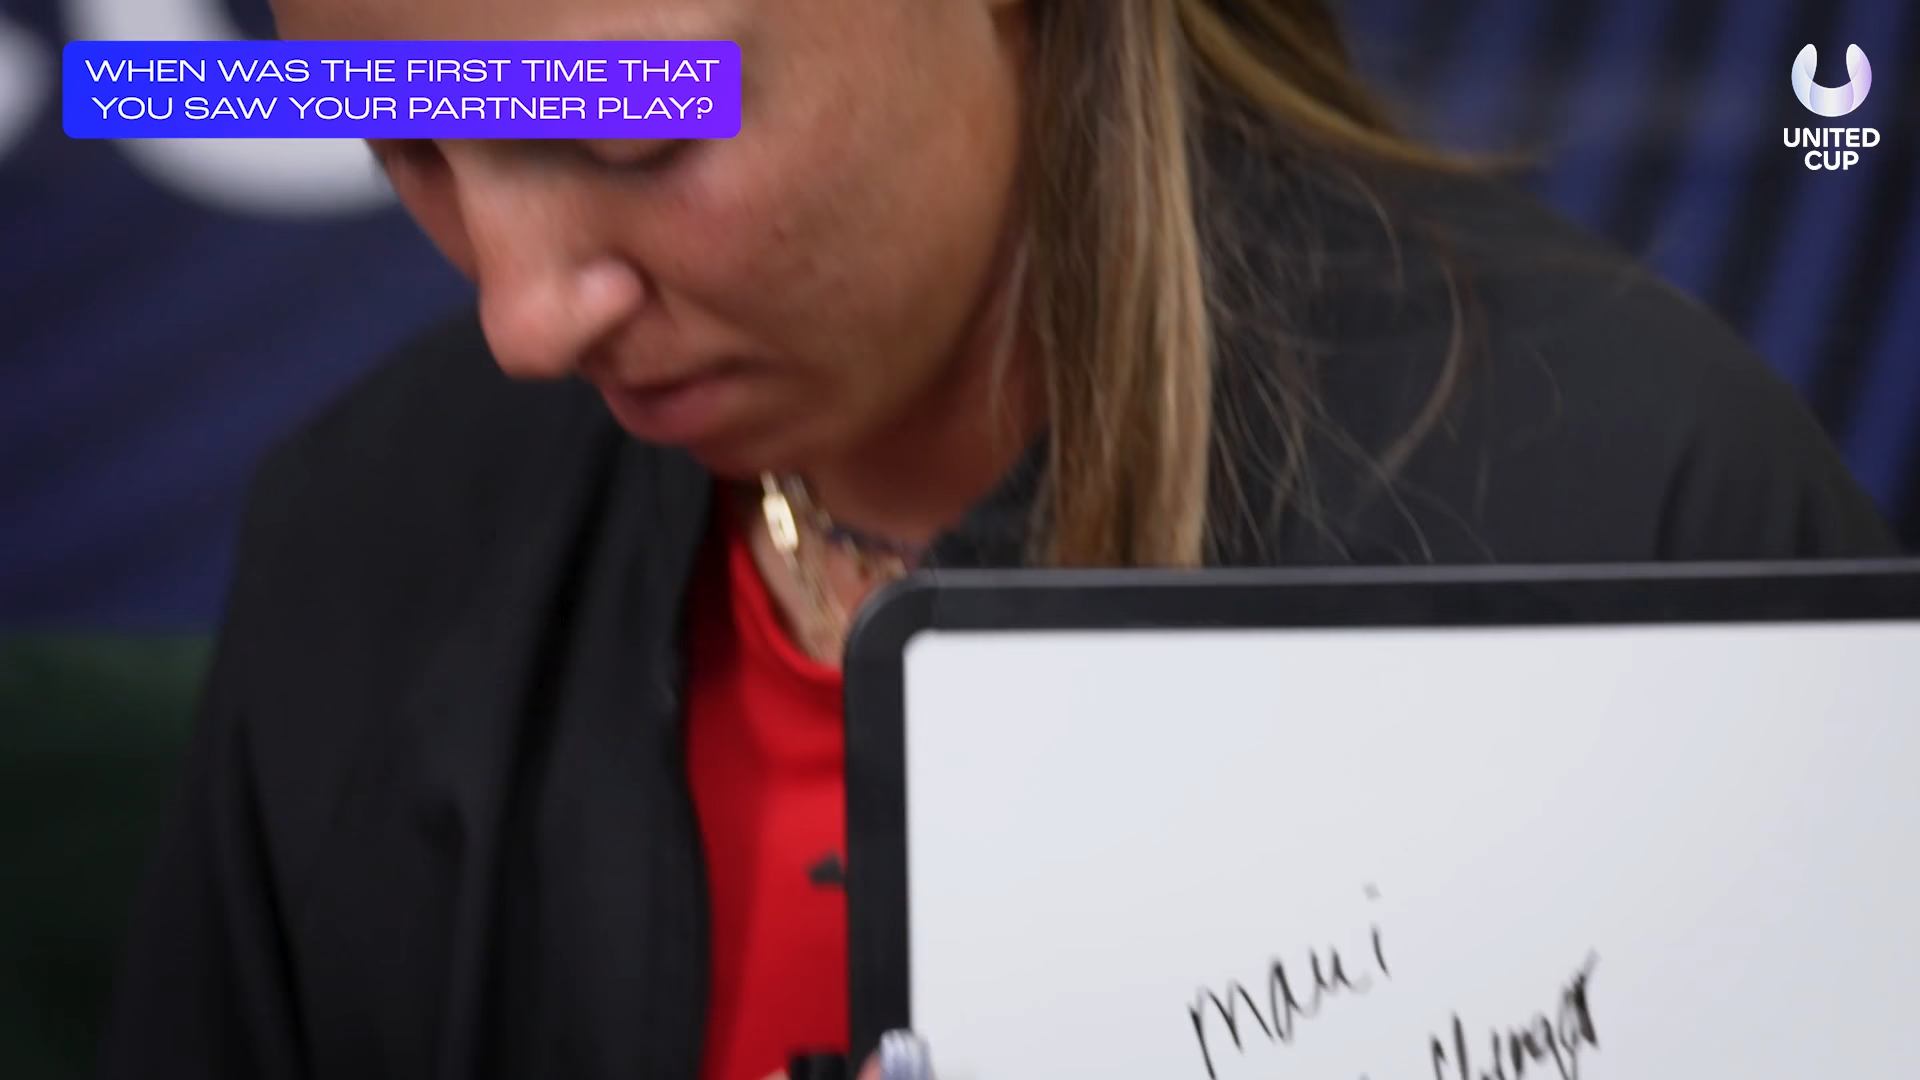 WHEN WAS THE FIRST TIME THAT
YOU SAW YOUR PARTNER PLAY?
UNITED
CUP
Maui